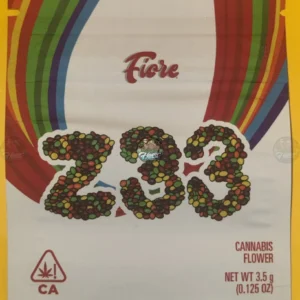 Fiore
Z33
CANNABIS
FLOWER
NET WT 3.5 g
(0.125 OZ)
CA